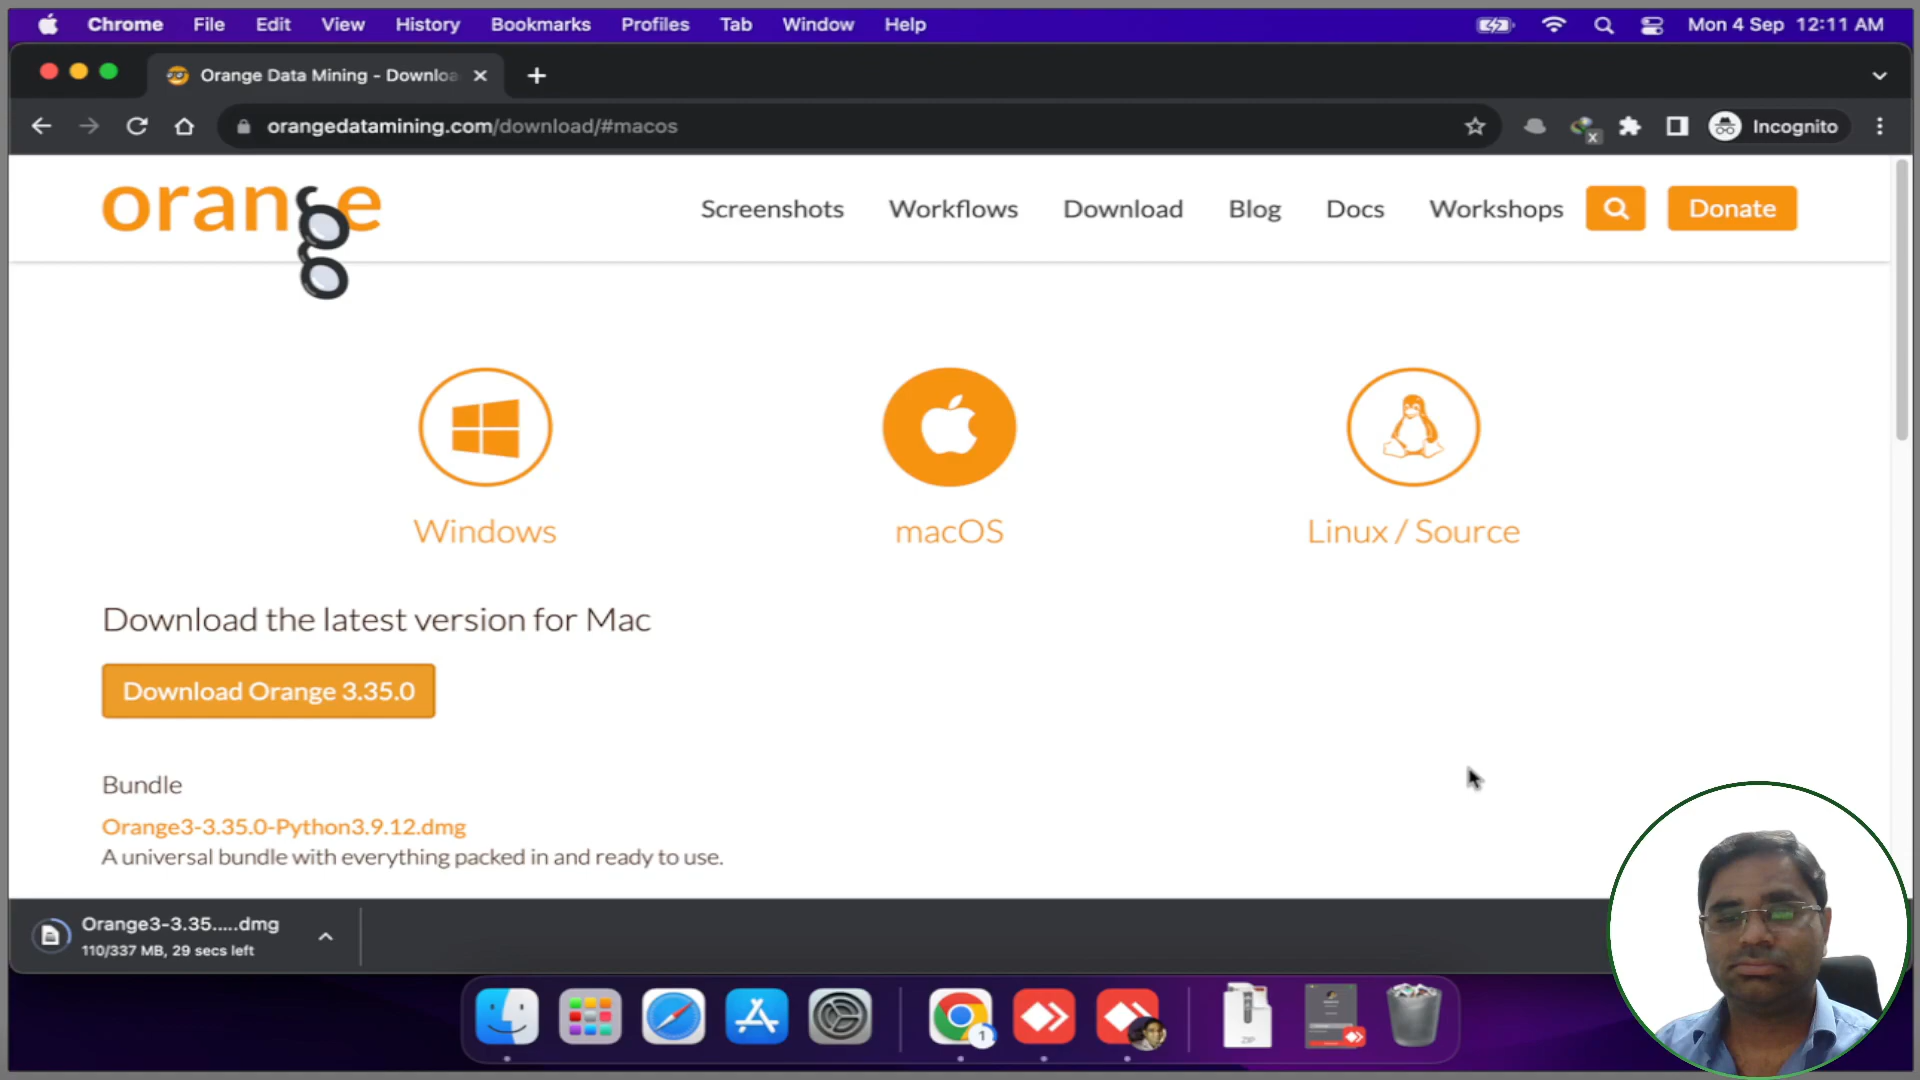 Chrome File Edit View History Bookmarks Profiles Tab Window Help Mon 4 Sep 12:11 AM
Orange Data Mining - Downloa
orangedatamining.com/download/#macos Incognito
orange Screenshots Workflows Download Blog Docs Workshops Donate
Windows macOS Linux / Source
Download the latest version for Mac
Download Orange 3.35.0
Bundle
Orange3-3.35.0-Python3.9.12.dmg
A universal bundle with everything packed in and ready to use.
Orange3-3.35.....dmg
110/337 MB, 29 secs left
1
ZIP